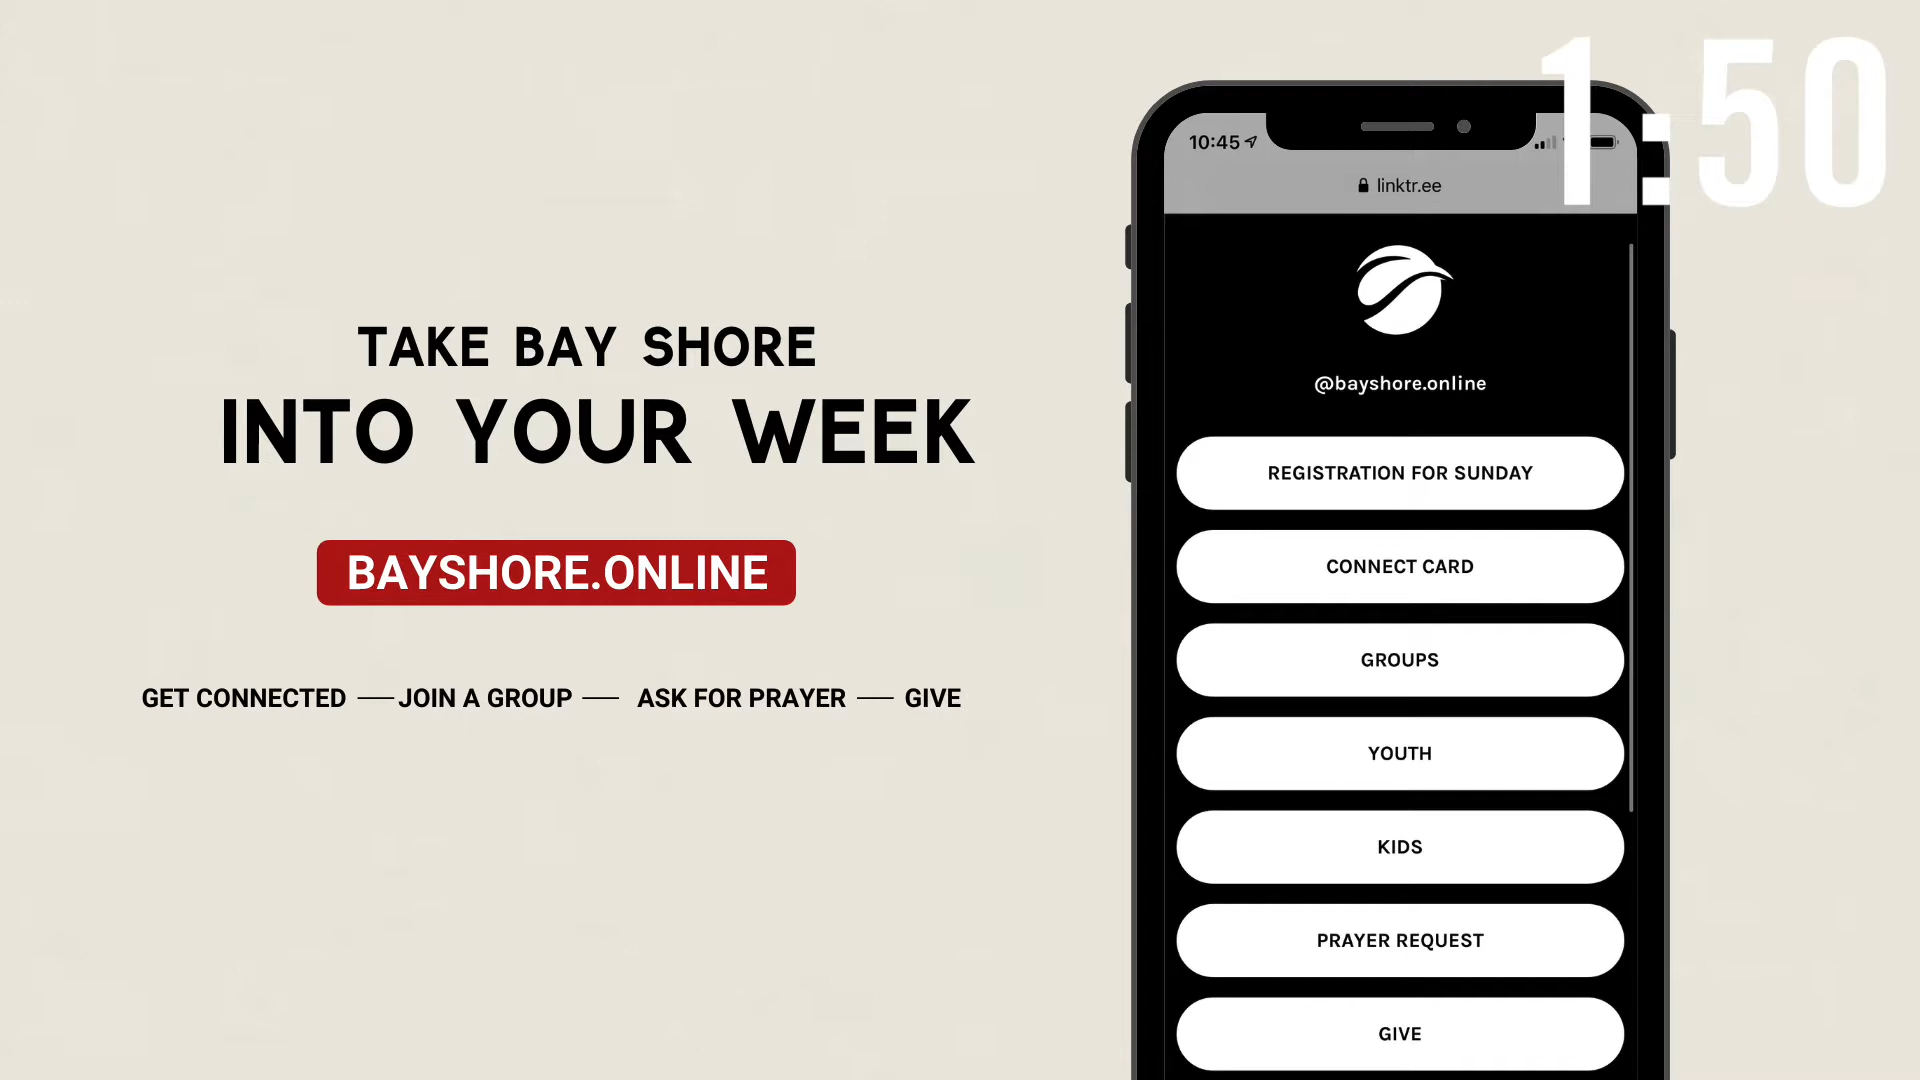 1:50
TAKE BAY SHORE
INTO YOUR WEEK
BAYSHORE.ONLINE
GET CONNECTED — JOIN A GROUP — ASK FOR PRAYER — GIVE
10:45
linktr.ee
@bayshore.online
REGISTRATION FOR SUNDAY
CONNECT CARD
GROUPS
YOUTH
KIDS
PRAYER REQUEST
GIVE